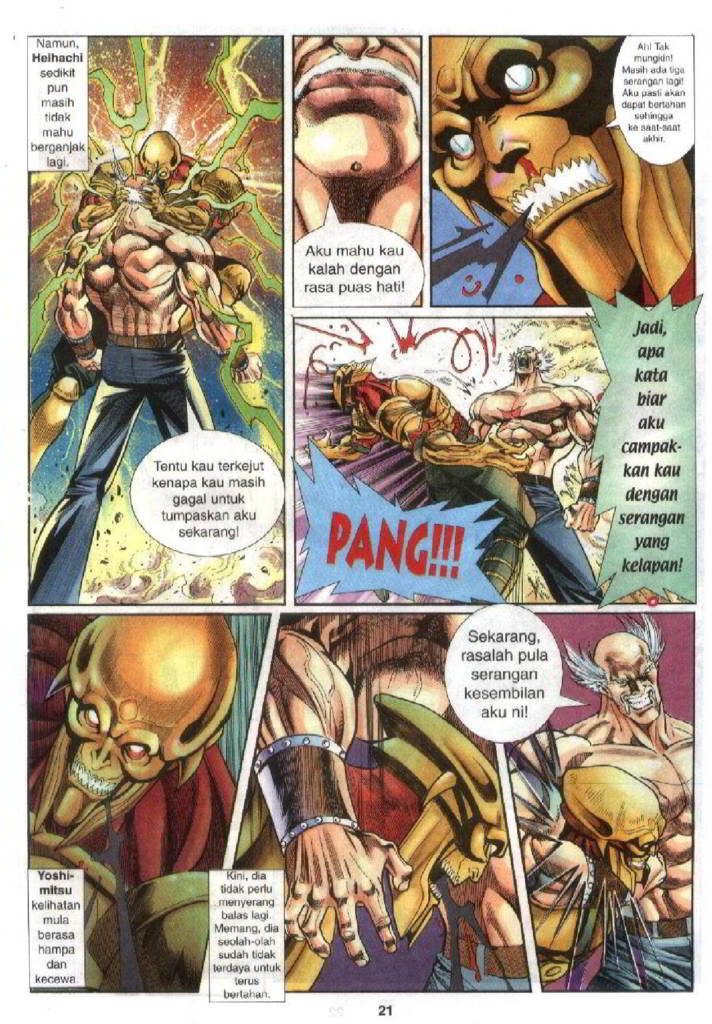 Namun,
Heihachi
sedikit
pun
masih
tidak
mahu
berganjak
lagi.
Tentu kau terkejut
kenapa kau masih
gagal untuk
tumpaskan aku
sekarang!
Aku mahu kau
kalah dengan
rasa puas hati!
Ah! Tak
mungkin!
Masih ada tiga
serangan lagi!
Aku pasti akan
dapat bertahan
sehingga
ke saat-saat
akhir.
PANG!!!
Jadi,
apa
kata
biar
aku
campak-
kan kau
dengan
serangan
yang
kelapan!
Yoshi-
mitsu
kelihatan
mula
berasa
hampa
dan
kecewa.
Kini, dia
tidak perlu
menyerang
balas lagi.
Memang, dia
seolah-olah
sudah tidak
terdaya untuk
terus
bertahan.
Sekarang,
rasalah pula
serangan
kesembilan
aku ni!
21